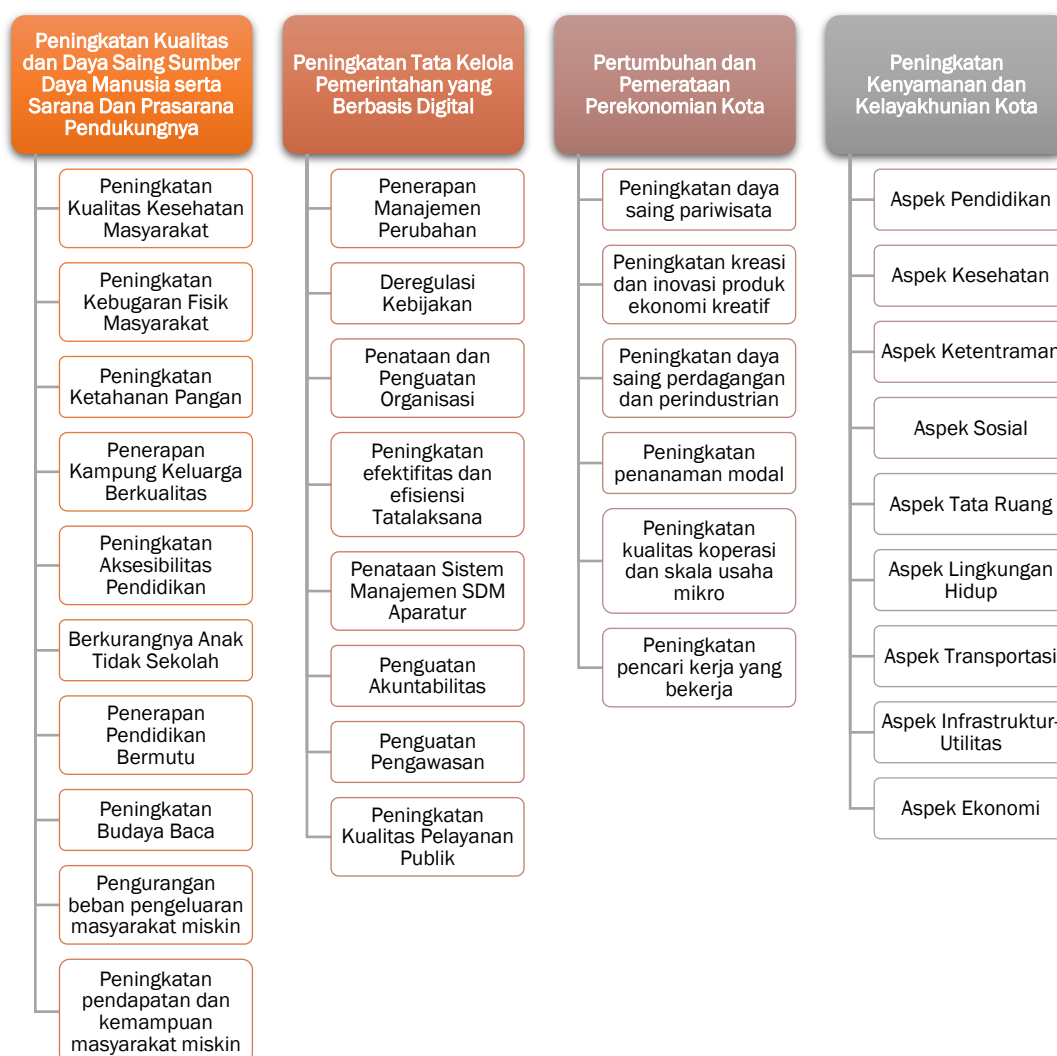 Peningkatan Kualitas
dan Daya Saing Sumber
Daya Manusia serta
Sarana Dan Prasarana
Pendukungnya
Peningkatan
Kualitas Kesehatan
Masyarakat
Peningkatan
Kebugaran Fisik
Masyarakat
Peningkatan
Ketahanan Pangan
Penerapan
Kampung Keluarga
Berkualitas
Peningkatan
Aksesibilitas
Pendidikan
Berkurangnya Anak
Tidak Sekolah
Penerapan
Pendidikan
Bermutu
Peningkatan
Budaya Baca
Pengurangan
beban pengeluaran
masyarakat miskin
Peningkatan
pendapatan dan
kemampuan
masyarakat miskin
Peningkatan Tata Kelola
Pemerintahan yang
Berbasis Digital
Penerapan
Manajemen
Perubahan
Deregulasi
Kebijakan
Penataan dan
Penguatan
Organisasi
Peningkatan
efektifitas dan
efisiensi
Tatalaksana
Penataan Sistem
Manajemen SDM
Aparatur
Penguatan
Akuntabilitas
Penguatan
Pengawasan
Peningkatan
Kualitas Pelayanan
Publik
Pertumbuhan dan
Pemerataan
Perekonomian Kota
Peningkatan daya
saing pariwisata
Peningkatan kreasi
dan inovasi produk
ekonomi kreatif
Peningkatan daya
saing perdagangan
dan perindustrian
Peningkatan
penanaman modal
Peningkatan
kualitas koperasi
dan skala usaha
mikro
Peningkatan
pencari kerja yang
bekerja
Peningkatan
Kenyamanan dan
Kelayakhunian Kota
Aspek Pendidikan
Aspek Kesehatan
Aspek Ketentraman
Aspek Sosial
Aspek Tata Ruang
Aspek Lingkungan
Hidup
Aspek Transportasi
Aspek Infrastruktur-
Utilitas
Aspek Ekonomi